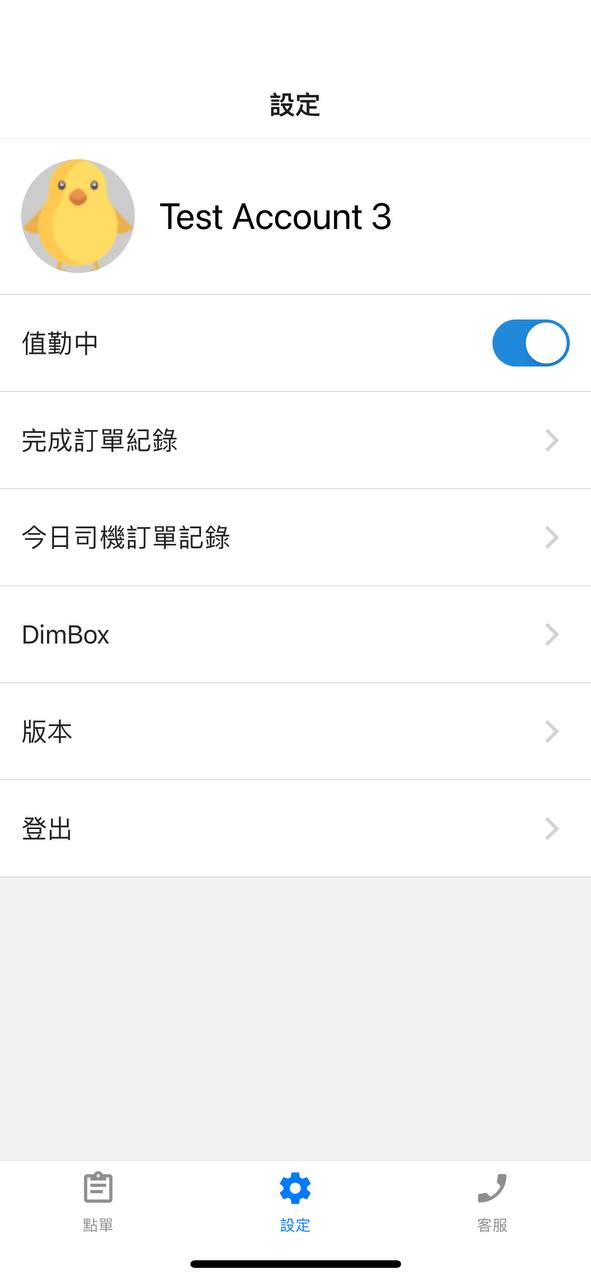 設定
Test Account 3
值勤中
完成訂單紀錄
今日司機訂單記錄
DimBox
版本
登出
點單
設定
客服